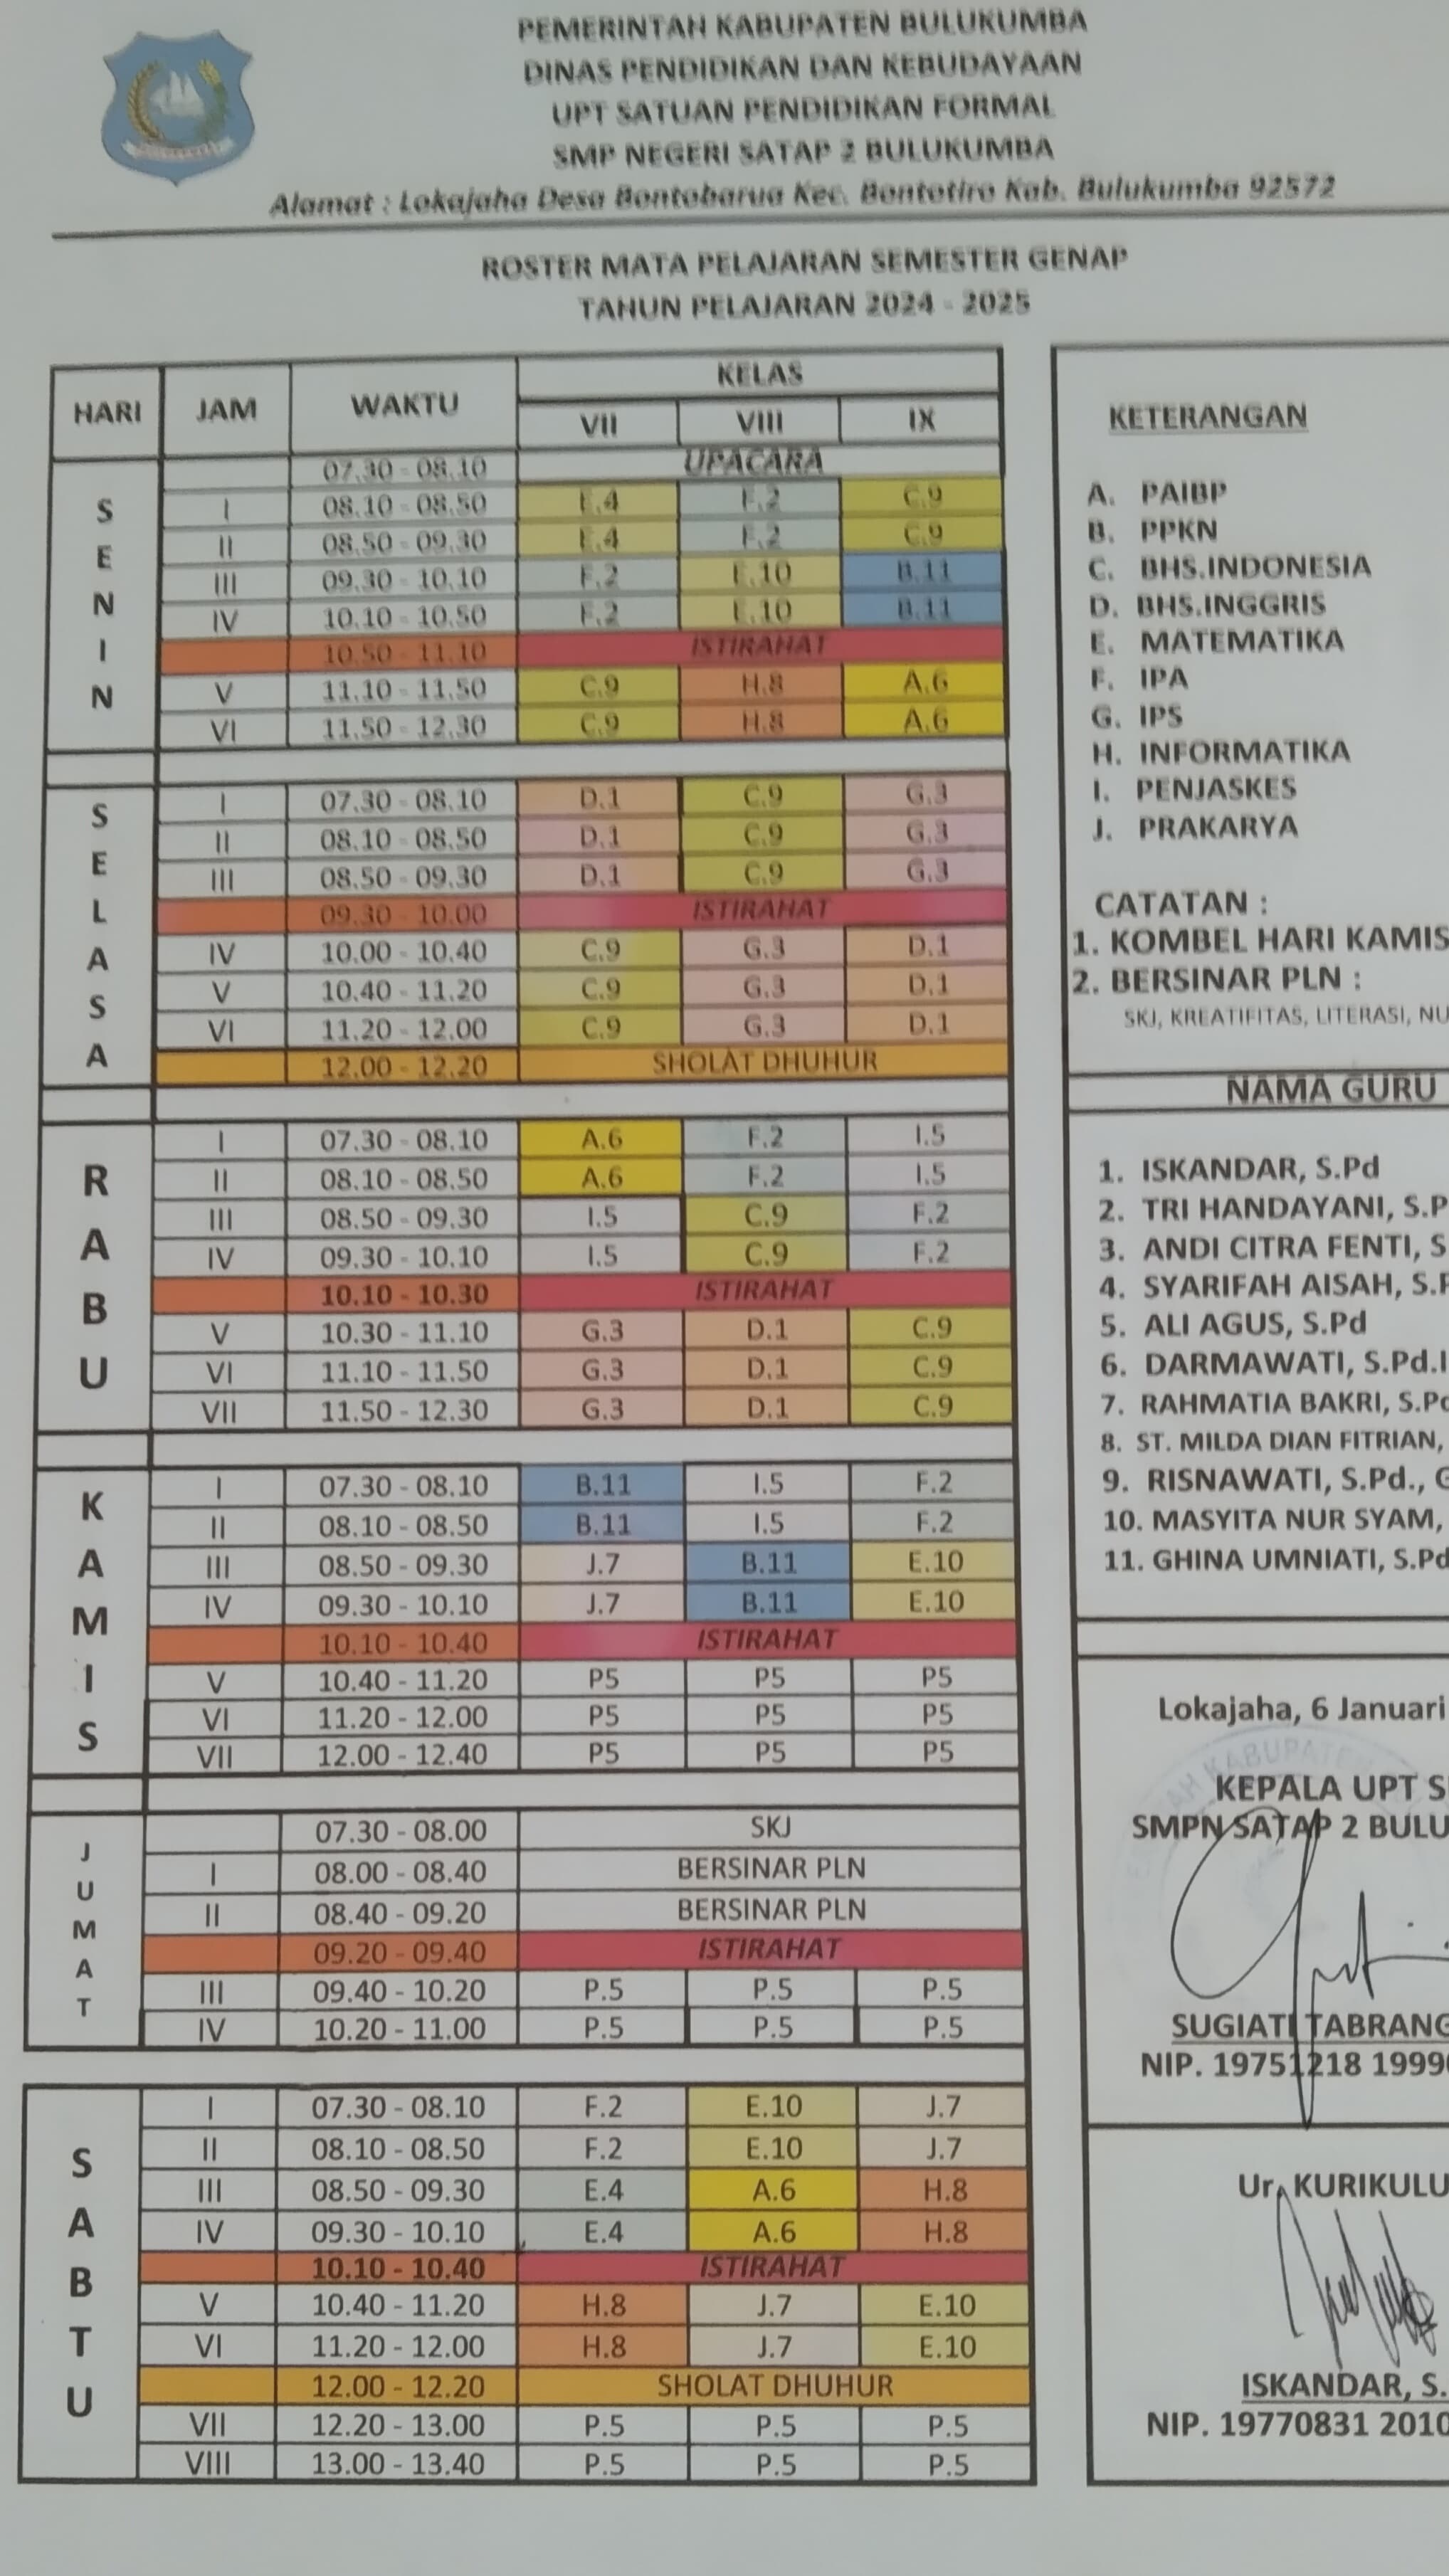 PEMERINTAH KABUPATEN BULUKUMBA
DINAS PENDIDIKAN DAN KEBUDAYAAN
UPT SATUAN PENDIDIKAN FORMAL
SMP NEGERI SATAP 2 BULUKUMBA
Alamat : Lokajaha Desa Bontobarua Kec. Bontotiro Kab. Bulukumba 92572
ROSTER MATA PELAJARAN SEMESTER GENAP
TAHUN PELAJARAN 2024 - 2025
HARI JAM WAKTU KELAS
VII VIII IX
SENIN
07.30 - 08.10 UPACARA
I 08.10 - 08.50 E.4 F.2 C.9
II 08.50 - 09.30 E.4 F.2 C.9
III 09.30 - 10.10 F.2 E.10 B.11
IV 10.10 - 10.50 F.2 E.10 B.11
10.50 - 11.10 ISTIRAHAT
V 11.10 - 11.50 C.9 H.8 A.6
VI 11.50 - 12.30 C.9 H.8 A.6
SELASA
I 07.30 - 08.10 D.1 C.9 G.3
II 08.10 - 08.50 D.1 C.9 G.3
III 08.50 - 09.30 D.1 C.9 G.3
09.30 - 10.00 ISTIRAHAT
IV 10.00 - 10.40 C.9 G.3 D.1
V 10.40 - 11.20 C.9 G.3 D.1
VI 11.20 - 12.00 C.9 G.3 D.1
12.00 - 12.20 SHOLAT DHUHUR
RABU
I 07.30 - 08.10 A.6 F.2 I.5
II 08.10 - 08.50 A.6 F.2 I.5
III 08.50 - 09.30 I.5 C.9 F.2
IV 09.30 - 10.10 I.5 C.9 F.2
10.10 - 10.30 ISTIRAHAT
V 10.30 - 11.10 G.3 D.1 C.9
VI 11.10 - 11.50 G.3 D.1 C.9
VII 11.50 - 12.30 G.3 D.1 C.9
KAMIS
I 07.30 - 08.10 B.11 I.5 F.2
II 08.10 - 08.50 B.11 I.5 F.2
III 08.50 - 09.30 J.7 B.11 E.10
IV 09.30 - 10.10 J.7 B.11 E.10
10.10 - 10.40 ISTIRAHAT
V 10.40 - 11.20 P5 P5 P5
VI 11.20 - 12.00 P5 P5 P5
VII 12.00 - 12.40 P5 P5 P5
JUMAT
07.30 - 08.00 SKJ
I 08.00 - 08.40 BERSINAR PLN
II 08.40 - 09.20 BERSINAR PLN
09.20 - 09.40 ISTIRAHAT
III 09.40 - 10.20 P.5 P.5 P.5
IV 10.20 - 11.00 P.5 P.5 P.5
SABTU
I 07.30 - 08.10 F.2 E.10 J.7
II 08.10 - 08.50 F.2 E.10 J.7
III 08.50 - 09.30 E.4 A.6 H.8
IV 09.30 - 10.10 E.4 A.6 H.8
10.10 - 10.40 ISTIRAHAT
V 10.40 - 11.20 H.8 J.7 E.10
VI 11.20 - 12.00 H.8 J.7 E.10
12.00 - 12.20 SHOLAT DHUHUR
VII 12.20 - 13.00 P.5 P.5 P.5
VIII 13.00 - 13.40 P.5 P.5 P.5
KETERANGAN
A. PAIBP
B. PPKN
C. BHS.INDONESIA
D. BHS.INGGRIS
E. MATEMATIKA
F. IPA
G. IPS
H. INFORMATIKA
I. PENJASKES
J. PRAKARYA
CATATAN :
1. KOMBEL HARI KAMIS
2. BERSINAR PLN :
SKJ, KREATIFITAS, LITERASI, NU
NAMA GURU
1. ISKANDAR, S.Pd
2. TRI HANDAYANI, S.P
3. ANDI CITRA FENTI, S
4. SYARIFAH AISAH, S.P
5. ALI AGUS, S.Pd
6. DARMAWATI, S.Pd.I
7. RAHMATIA BAKRI, S.Pd
8. ST. MILDA DIAN FITRIAN,
9. RISNAWATI, S.Pd., G
10. MASYITA NUR SYAM,
11. GHINA UMNIATI, S.Pd
Lokajaha, 6 Januari
KEPALA UPT S
SMPN SATAP 2 BULU
SUGIATI TABRANG
NIP. 19751218 1999
Ur. KURIKULU
ISKANDAR, S.
NIP. 19770831 2010